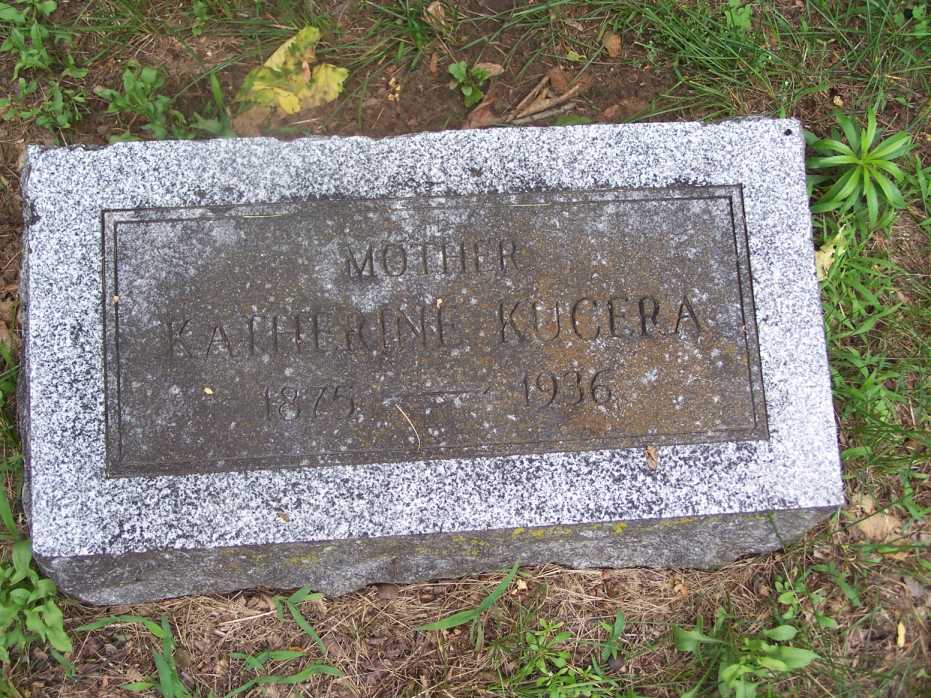 MOTHER
KATHERINE KUCERA
1875 — 1936